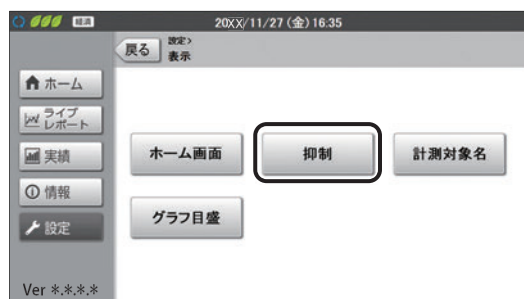 経済
20XX/11/27(金)16:35
戻る
設定>
表示
ホーム
ライブ
レポート
実績
情報
設定
ホーム画面
抑制
計測対象名
グラフ目盛
Ver *.*.*.*